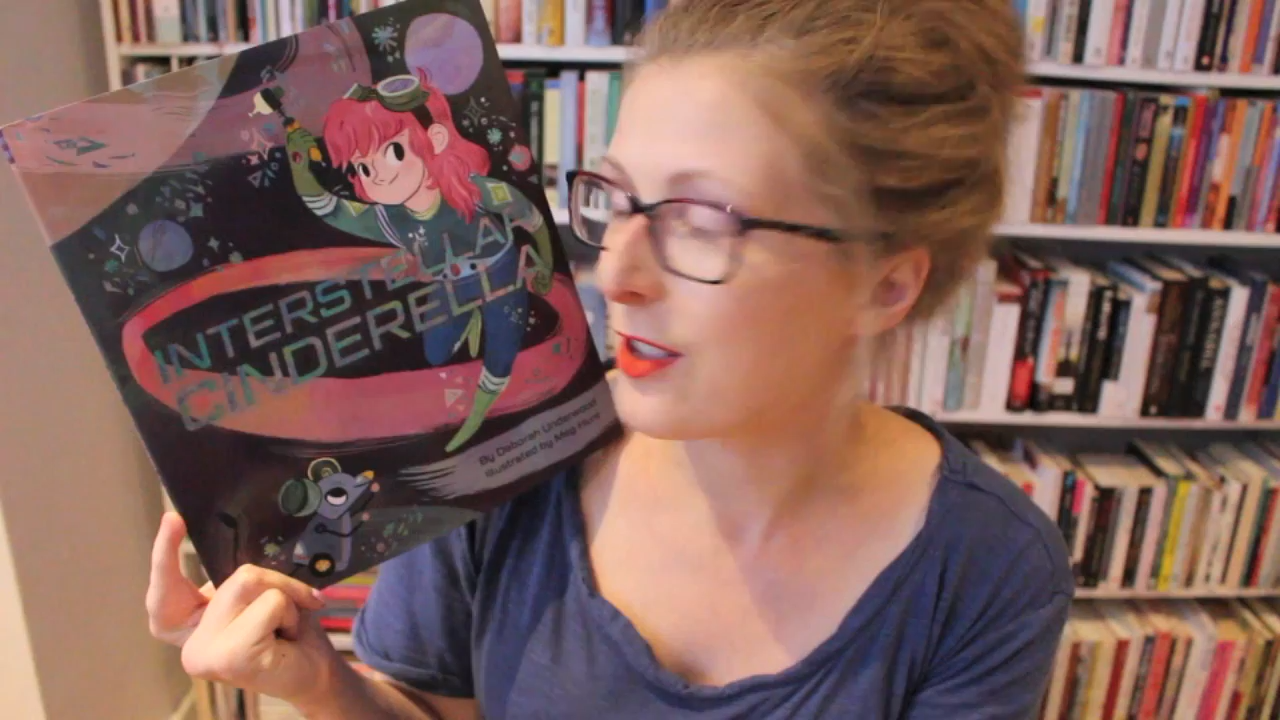 INTERSTELLAR
CINDERELLA
By Deborah Underwood
Illustrated by Meg Hunt